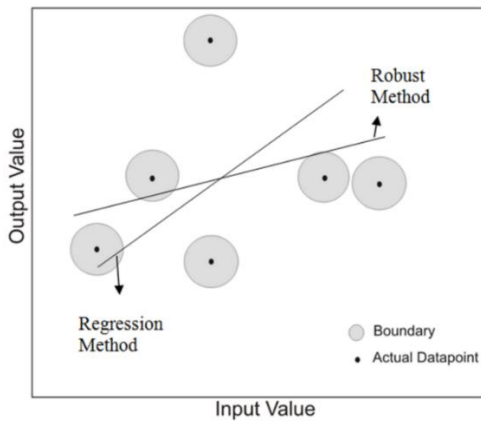 Robust
Method
Output Value
Regression
Method
Boundary
Actual Datapoint
Input Value